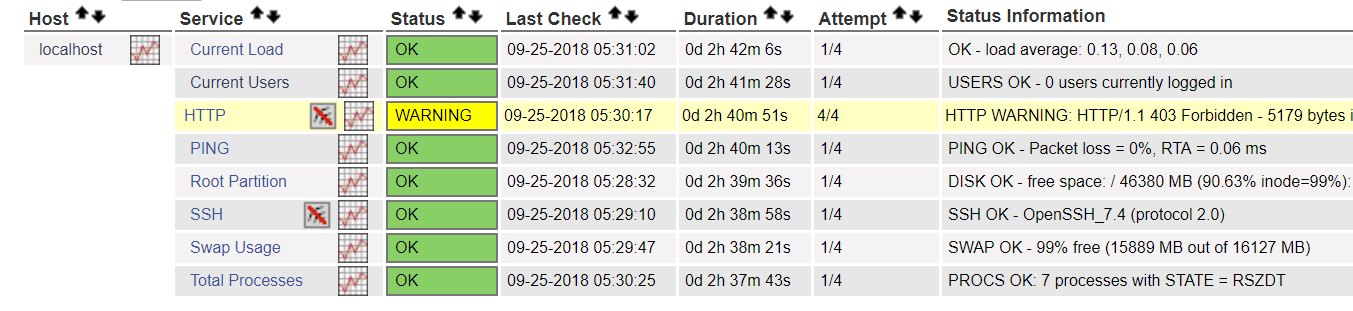 Host Service Status Last Check Duration Attempt Status Information
localhost Current Load OK 09-25-2018 05:31:02 0d 2h 42m 6s 1/4 OK - load average: 0.13, 0.08, 0.06
Current Users OK 09-25-2018 05:31:40 0d 2h 41m 28s 1/4 USERS OK - 0 users currently logged in
HTTP WARNING 09-25-2018 05:30:17 0d 2h 40m 51s 4/4 HTTP WARNING: HTTP/1.1 403 Forbidden - 5179 bytes i
PING OK 09-25-2018 05:32:55 0d 2h 40m 13s 1/4 PING OK - Packet loss = 0%, RTA = 0.06 ms
Root Partition OK 09-25-2018 05:28:32 0d 2h 39m 36s 1/4 DISK OK - free space: / 46380 MB (90.63% inode=99%):
SSH OK 09-25-2018 05:29:10 0d 2h 38m 58s 1/4 SSH OK - OpenSSH_7.4 (protocol 2.0)
Swap Usage OK 09-25-2018 05:29:47 0d 2h 38m 21s 1/4 SWAP OK - 99% free (15889 MB out of 16127 MB)
Total Processes OK 09-25-2018 05:30:25 0d 2h 37m 43s 1/4 PROCS OK: 7 processes with STATE = RSZDT